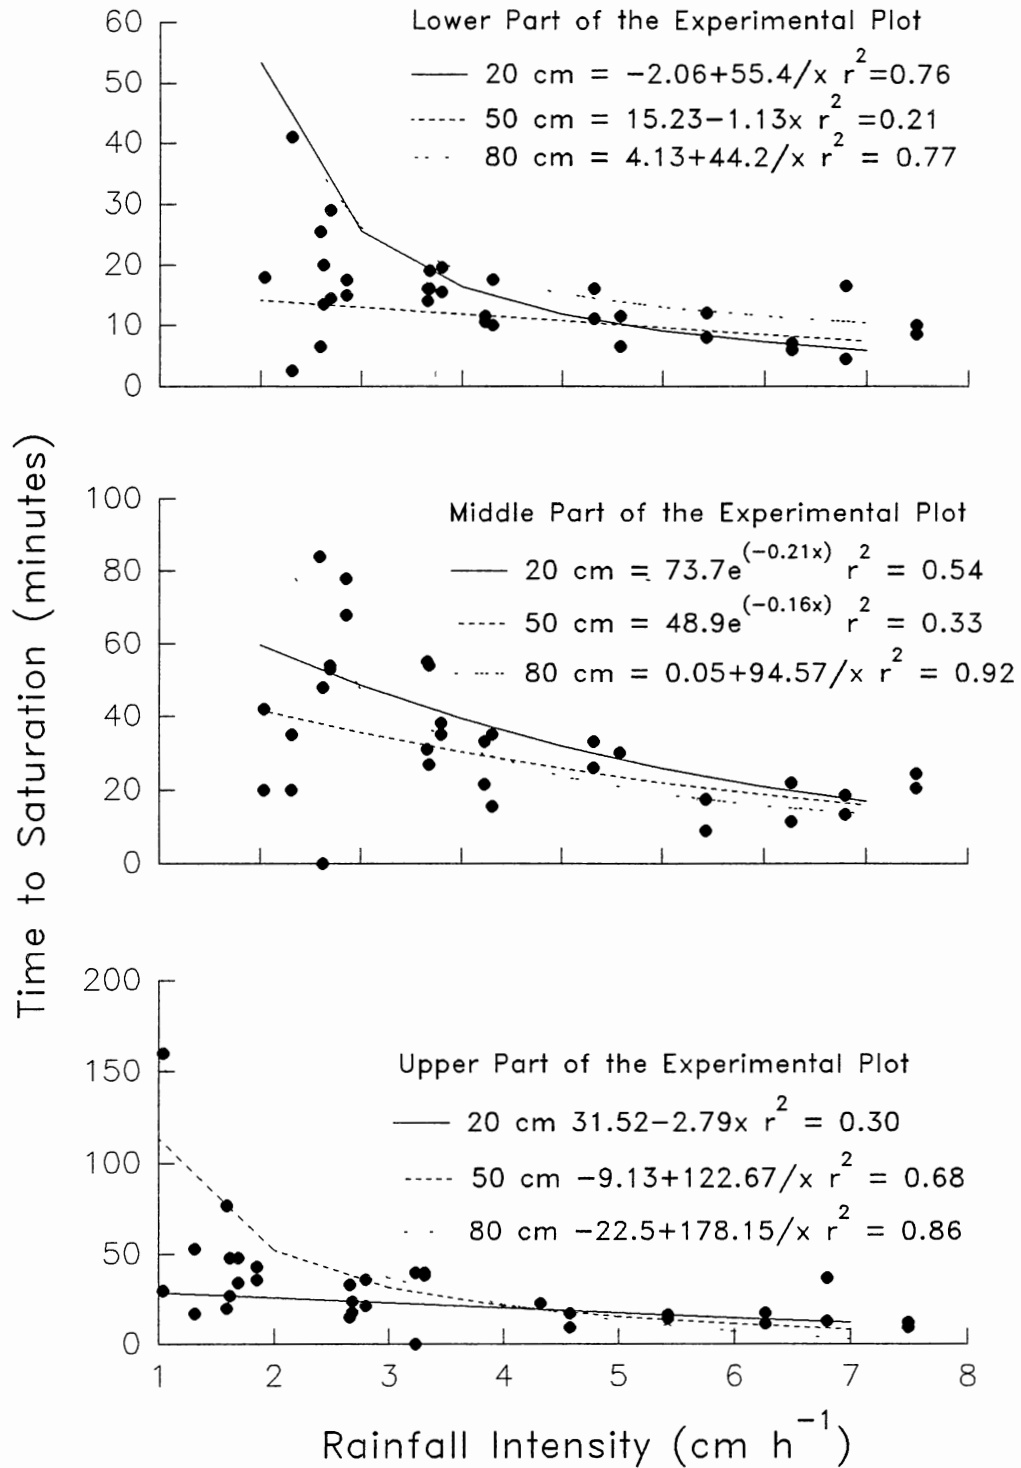 Time to Saturation (minutes)
60
50
40
30
20
10
0
Lower Part of the Experimental Plot
20 cm = −2.06+55.4/x r²=0.76
50 cm = 15.23−1.13x r²=0.21
80 cm = 4.13+44.2/x r² = 0.77
100
80
60
40
20
0
Middle Part of the Experimental Plot
20 cm = 73.7e^(−0.21x) r² = 0.54
50 cm = 48.9e^(−0.16x) r² = 0.33
80 cm = 0.05+94.57/x r² = 0.92
200
150
100
50
0
Upper Part of the Experimental Plot
20 cm 31.52−2.79x r² = 0.30
50 cm −9.13+122.67/x r² = 0.68
80 cm −22.5+178.15/x r² = 0.86
1 2 3 4 5 6 7 8
Rainfall Intensity (cm h⁻¹)